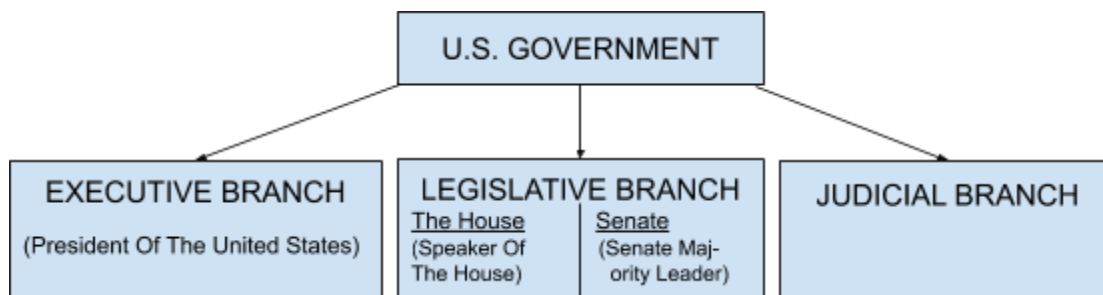 U.S. GOVERNMENT
EXECUTIVE BRANCH
(President Of The United States)
LEGISLATIVE BRANCH
The House
(Speaker Of
The House)
Senate
(Senate Maj-
ority Leader)
JUDICIAL BRANCH